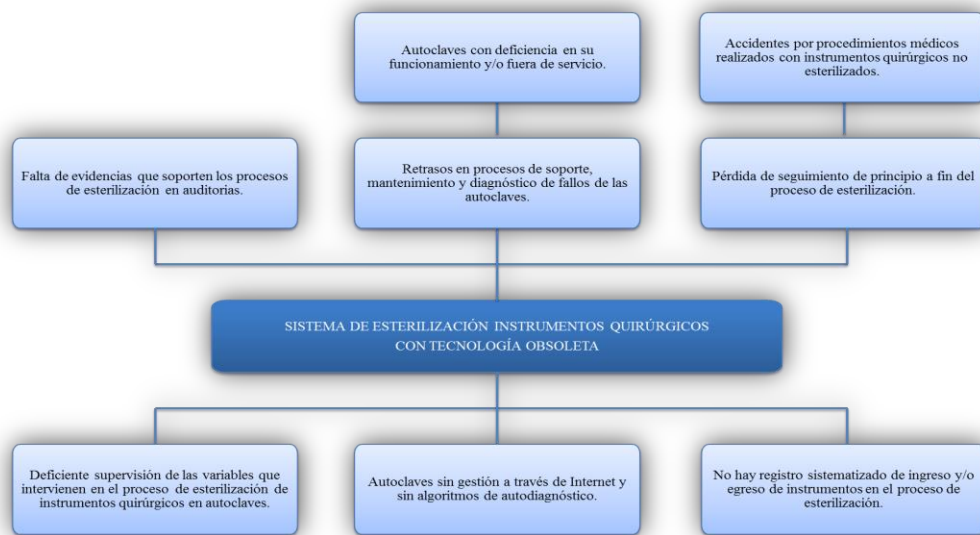 Autoclaves con deficiencia en su
funcionamiento y/o fuera de servicio.
Accidentes por procedimientos médicos
realizados con instrumentos quirúrgicos no
esterilizados.
Falta de evidencias que soporten los procesos
de esterilización en auditorias.
Retrasos en procesos de soporte,
mantenimiento y diagnóstico de fallos de las
autoclaves.
Pérdida de seguimiento de principio a fin del
proceso de esterilización.
SISTEMA DE ESTERILIZACIÓN INSTRUMENTOS QUIRÚRGICOS
CON TECNOLOGÍA OBSOLETA
Deficiente supervisión de las variables que
intervienen en el proceso de esterilización de
instrumentos quirúrgicos en autoclaves.
Autoclaves sin gestión a través de Internet y
sin algoritmos de autodiagnóstico.
No hay registro sistematizado de ingreso y/o
egreso de instrumentos en el proceso de
esterilización.